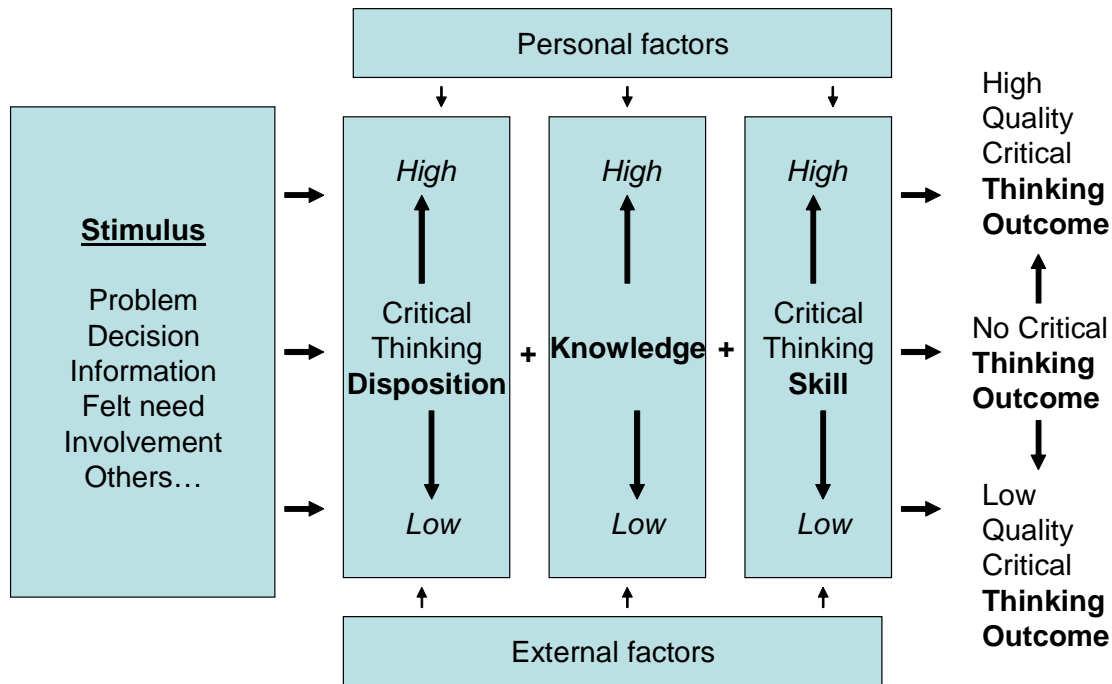 Personal factors
Stimulus
Problem
Decision
Information
Felt need
Involvement
Others…
High
Critical
Thinking
Disposition
Low
+
High
Knowledge
Low
+
High
Critical
Thinking
Skill
Low
High
Quality
Critical
Thinking
Outcome
No Critical
Thinking
Outcome
Low
Quality
Critical
Thinking
Outcome
External factors